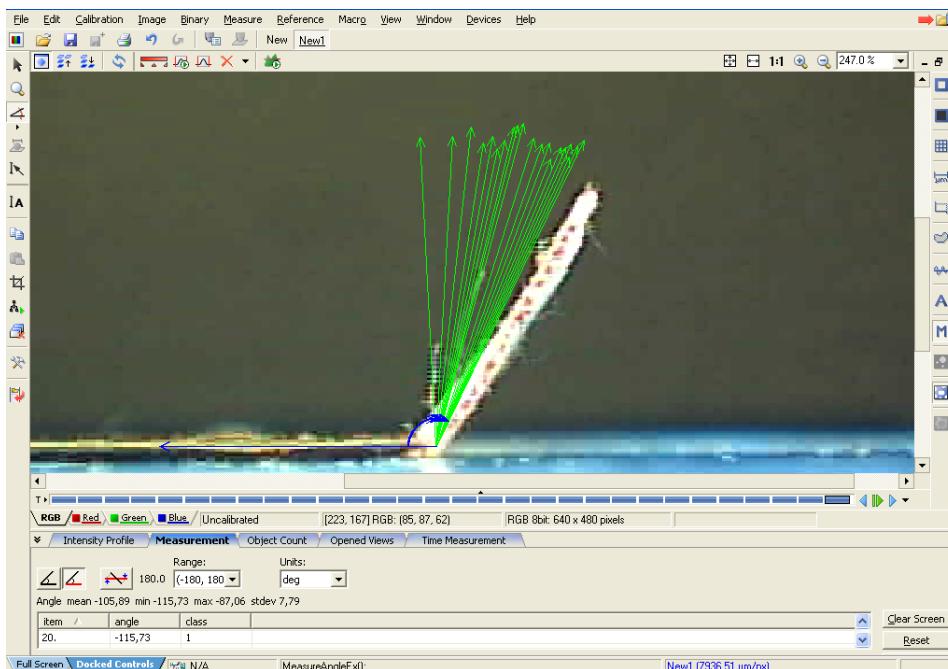 File Edit Calibration Image Binary Measure Reference Macro View Window Devices Help
New New1
1:1 247.0 %
IA
A
M
T
RGB Red Green Blue Uncalibrated [223, 167] RGB: (85, 87, 62) RGB 8bit: 640 x 480 pixels
Intensity Profile Measurement Object Count Opened Views Time Measurement
Range: Units:
180.0 (-180, 180 deg
Angle mean -105,89 min -115,73 max -87,06 stdev 7,79
item angle class
20. -115,73 1
Clear Screen
Reset
Full Screen Docked Controls N/A MeasureAngleEx(); New1 (7936.51 um/px)